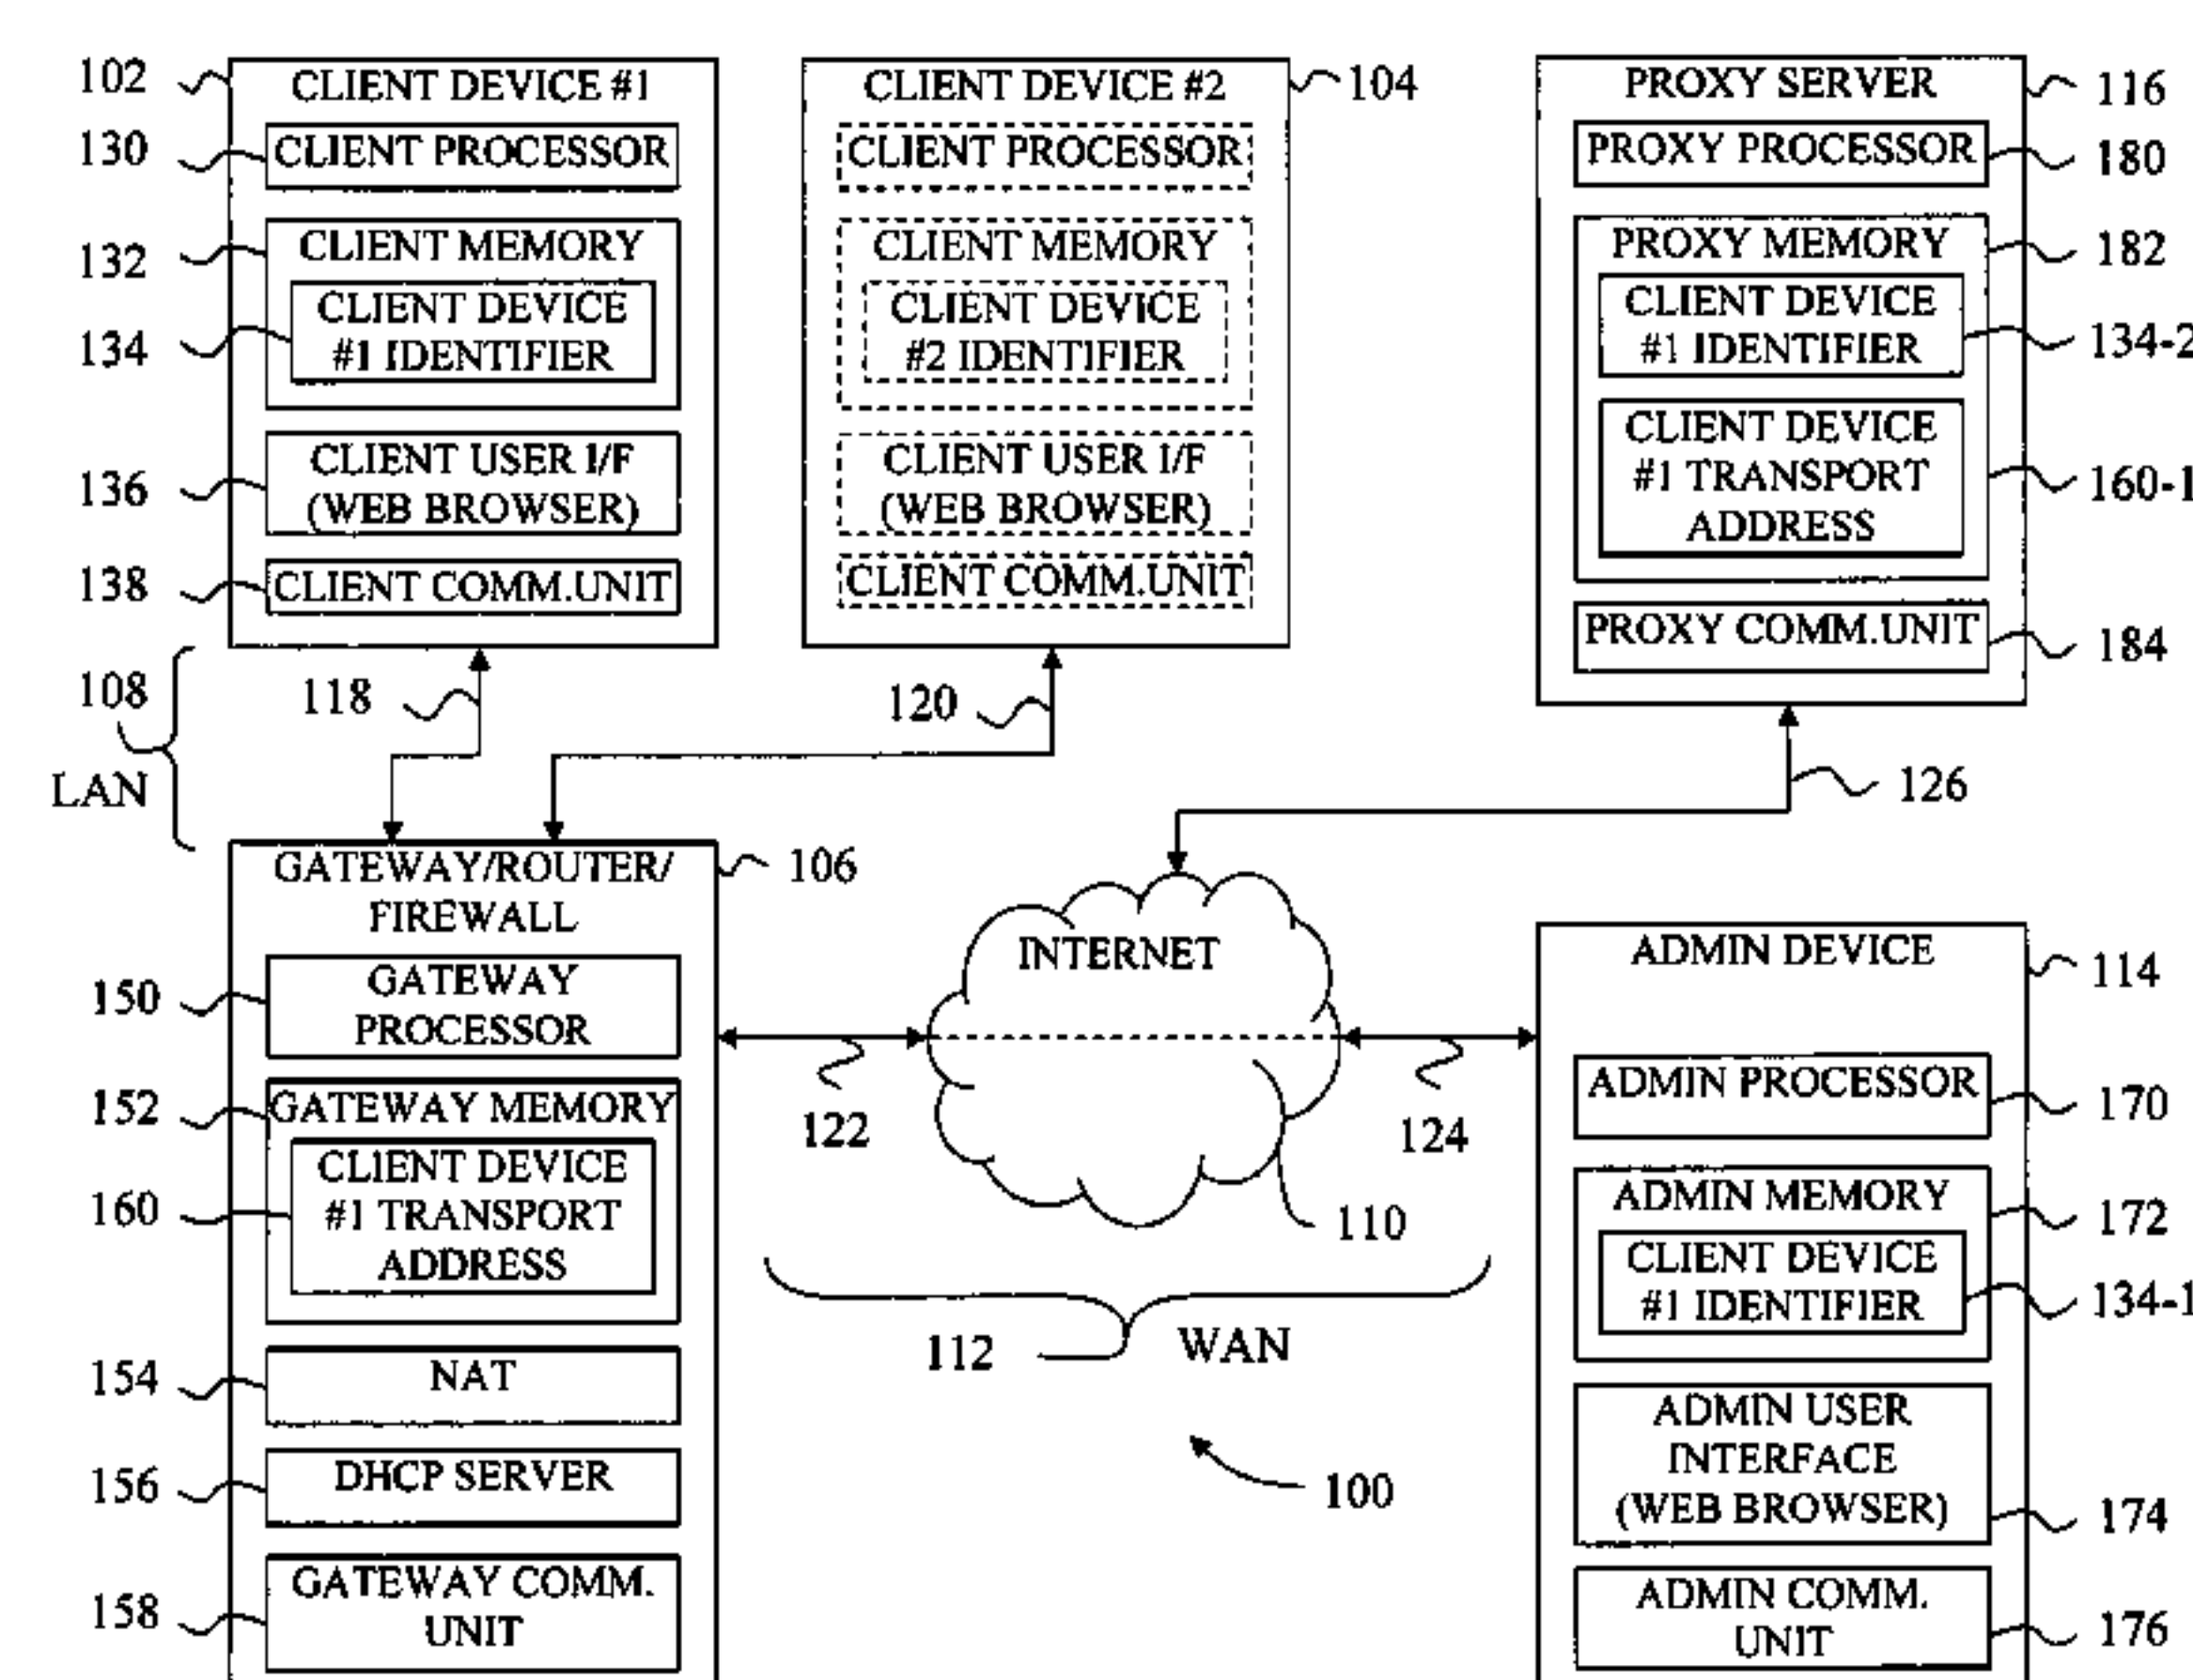 102
CLIENT DEVICE #1
130
CLIENT PROCESSOR
132
CLIENT MEMORY
134
CLIENT DEVICE
#1 IDENTIFIER
136
CLIENT USER I/F
(WEB BROWSER)
138
CLIENT COMM.UNIT
CLIENT DEVICE #2
104
CLIENT PROCESSOR
CLIENT MEMORY
CLIENT DEVICE
#2 IDENTIFIER
CLIENT USER I/F
(WEB BROWSER)
CLIENT COMM.UNIT
PROXY SERVER
116
PROXY PROCESSOR
180
PROXY MEMORY
182
CLIENT DEVICE
#1 IDENTIFIER
134-2
CLIENT DEVICE
#1 TRANSPORT
ADDRESS
160-1
PROXY COMM.UNIT
184
108
LAN
118
120
126
GATEWAY/ROUTER/
FIREWALL
106
150
GATEWAY
PROCESSOR
152
GATEWAY MEMORY
160
CLIENT DEVICE
#1 TRANSPORT
ADDRESS
154
NAT
156
DHCP SERVER
158
GATEWAY COMM.
UNIT
INTERNET
122
124
110
112
WAN
100
ADMIN DEVICE
114
ADMIN PROCESSOR
170
ADMIN MEMORY
172
CLIENT DEVICE
#1 IDENTIFIER
134-1
ADMIN USER
INTERFACE
(WEB BROWSER)
174
ADMIN COMM.
UNIT
176